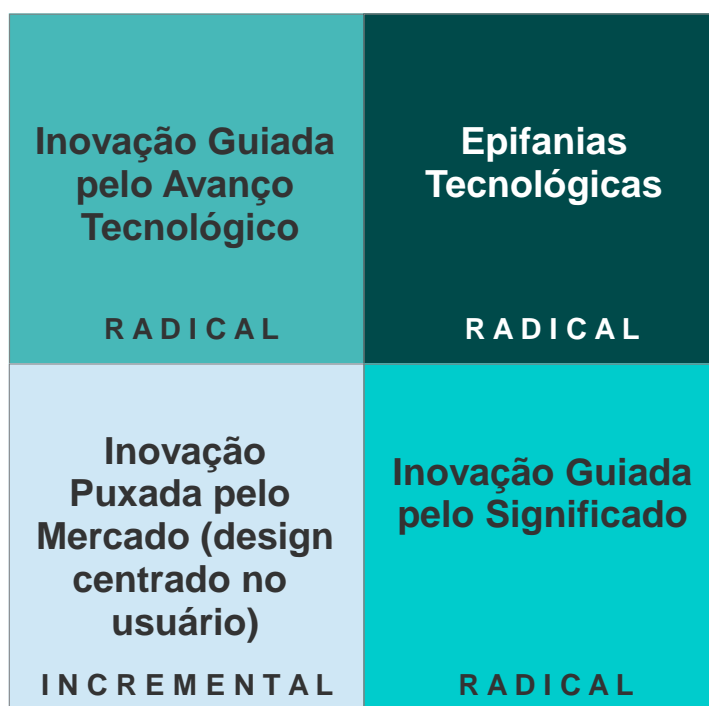 Inovação Guiada
pelo Avanço
Tecnológico
RADICAL
Epifanias
Tecnológicas
RADICAL
Inovação
Puxada pelo
Mercado (design
centrado no
usuário)
INCREMENTAL
Inovação Guiada
pelo Significado
RADICAL